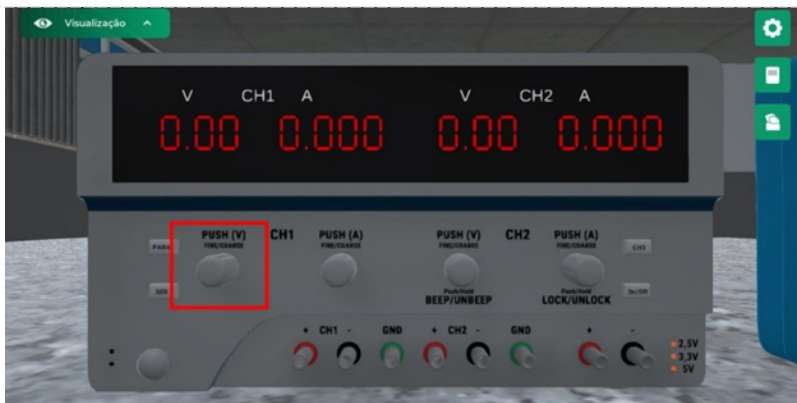 Visualização
V CH1 A V CH2 A
0.00 0.000 0.00 0.000
PUSH (V) CH1 PUSH (A) PUSH (V) CH2 PUSH (A)
FINE/COARSE FINE/COARSE FINE/COARSE FINE/COARSE
PARA
SER
Push/Hold Push/Hold On/Off
BEEP/UNBEEP LOCK/UNLOCK
+ CH1 - GND + CH2 - GND + -
2,5V
3,3V
5V